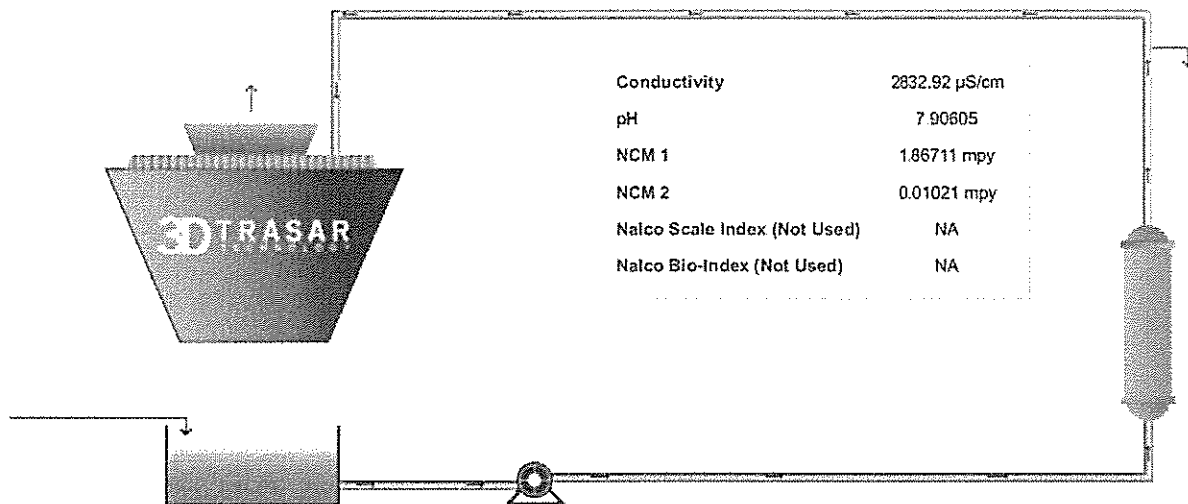 3D TRASAR
Conductivity 2832.92 µS/cm
pH 7.90605
NCM 1 1.86711 mpy
NCM 2 0.01021 mpy
Nalco Scale Index (Not Used) NA
Nalco Bio-Index (Not Used) NA